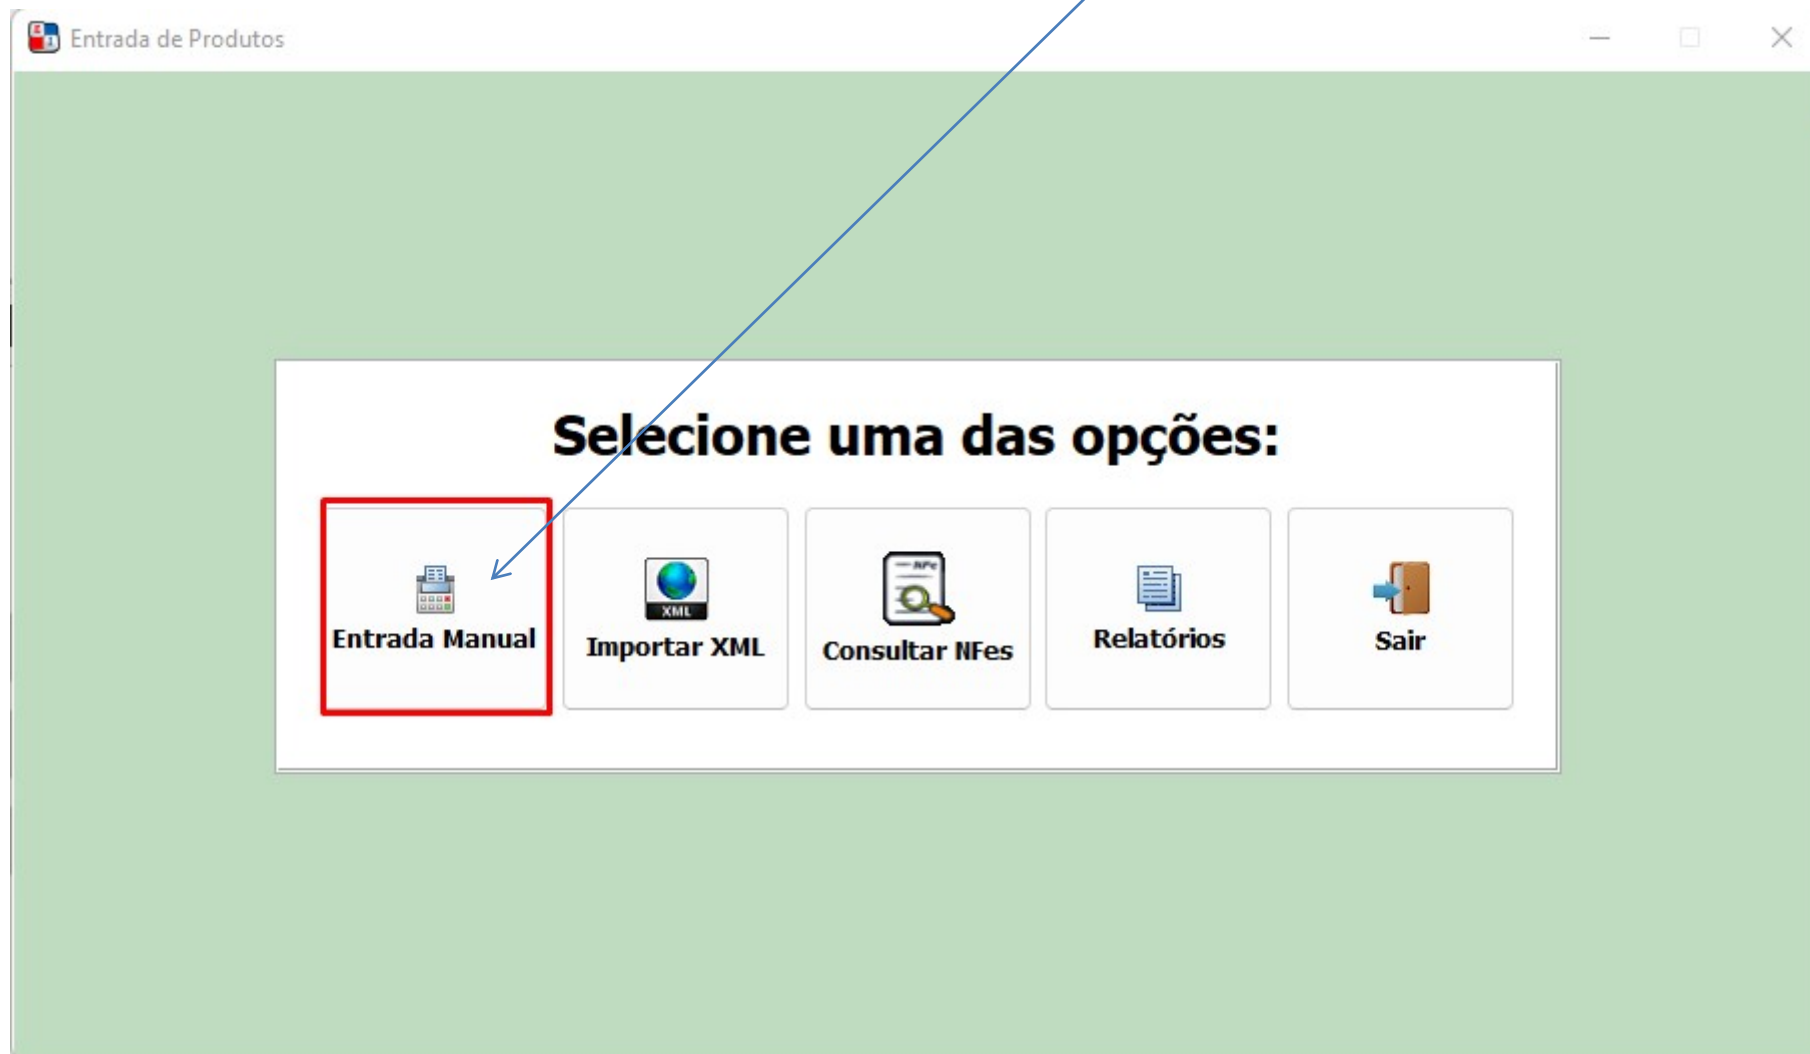 Entrada de Produtos
Selecione uma das opções:
Entrada Manual
XML
Importar XML
NFe
Consultar NFes
Relatórios
Sair